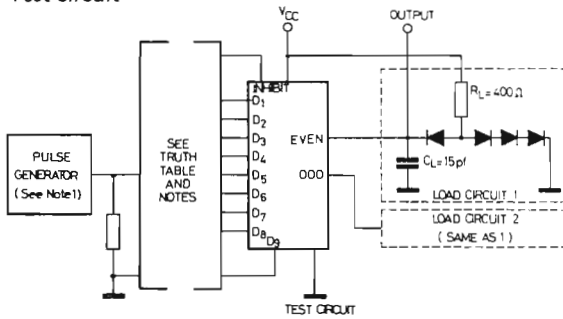 Test Circuit
VCC
OUTPUT
INHIBIT
D1
D2
D3
D4
D5
D6
D7
D8
D9
EVEN
ODD
PULSE
GENERATOR
(See Note1)
SEE
TRUTH
TABLE
AND
NOTES
RL=400Ω
CL=15pf
LOAD CIRCUIT 1
LOAD CIRCUIT 2
(SAME AS 1)
TEST CIRCUIT